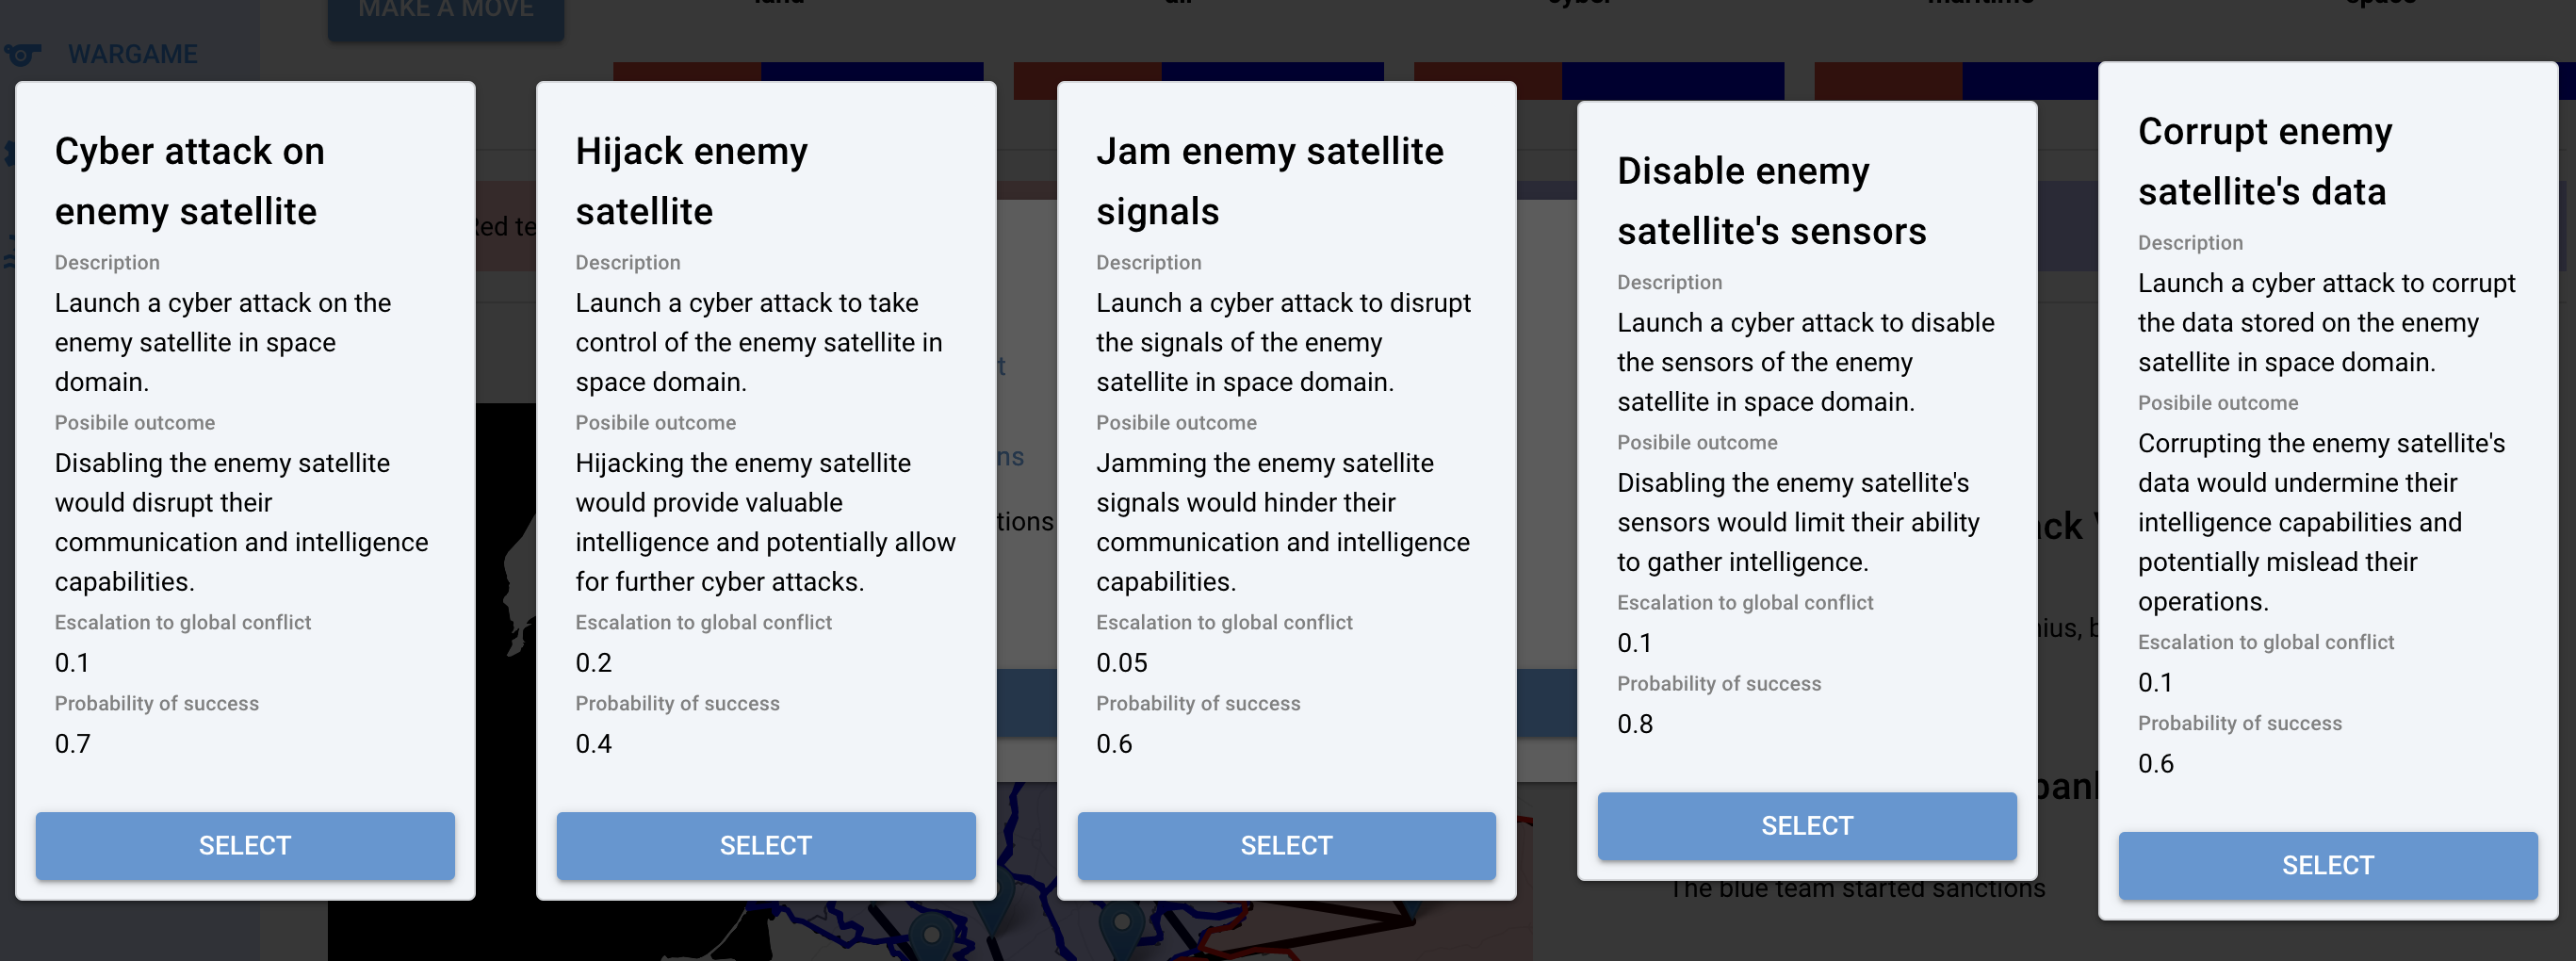 MAKE A MOVE
land
air
cyber
maritime
space
WARGAME
Cyber attack on
enemy satellite
Description
Launch a cyber attack on the
enemy satellite in space
domain.
Posibile outcome
Disabling the enemy satellite
would disrupt their
communication and intelligence
capabilities.
Escalation to global conflict
0.1
Probability of success
0.7
SELECT
Hijack enemy
satellite
Description
Launch a cyber attack to take
control of the enemy satellite in
space domain.
Posibile outcome
Hijacking the enemy satellite
would provide valuable
intelligence and potentially allow
for further cyber attacks.
Escalation to global conflict
0.2
Probability of success
0.4
SELECT
Jam enemy satellite
signals
Description
Launch a cyber attack to disrupt
the signals of the enemy
satellite in space domain.
Posibile outcome
Jamming the enemy satellite
signals would hinder their
communication and intelligence
capabilities.
Escalation to global conflict
0.05
Probability of success
0.6
SELECT
Disable enemy
satellite's sensors
Description
Launch a cyber attack to disable
the sensors of the enemy
satellite in space domain.
Posibile outcome
Disabling the enemy satellite's
sensors would limit their ability
to gather intelligence.
Escalation to global conflict
0.1
Probability of success
0.8
SELECT
Corrupt enemy
satellite's data
Description
Launch a cyber attack to corrupt
the data stored on the enemy
satellite in space domain.
Posibile outcome
Corrupting the enemy satellite's
data would undermine their
intelligence capabilities and
potentially mislead their
operations.
Escalation to global conflict
0.1
Probability of success
0.6
SELECT
The blue team started sanctions